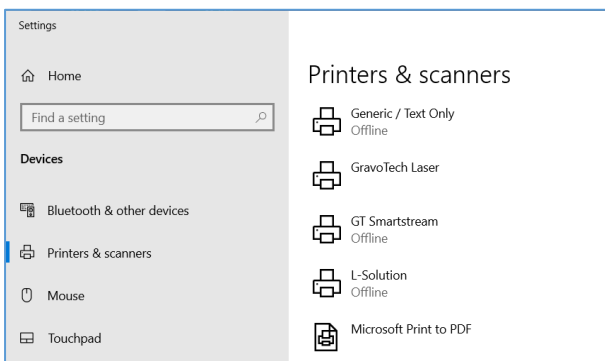 Settings
Home
Find a setting
Devices
Bluetooth & other devices
Printers & scanners
Mouse
Touchpad
Printers & scanners
Generic / Text Only
Offline
GravoTech Laser
GT Smartstream
Offline
L-Solution
Offline
Microsoft Print to PDF